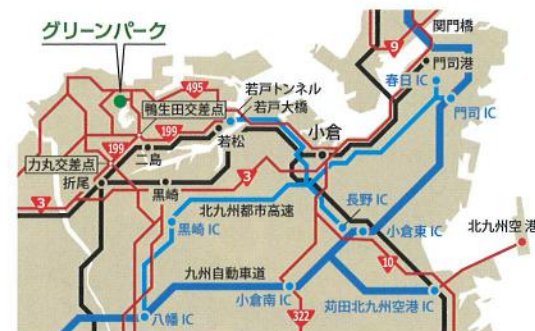 グリーンパーク
関門橋
9
門司港
春日 IC
門司 IC
495
若戸トンネル
若戸大橋
鴨生田交差点
199
199
小倉
若松
二島
力丸交差点
折尾
黒崎
3
3
長野 IC
北九州都市高速
黒崎 IC
小倉東 IC
北九州空港
10
九州自動車道
小倉南 IC
苅田北九州空港 IC
322
八幡 IC